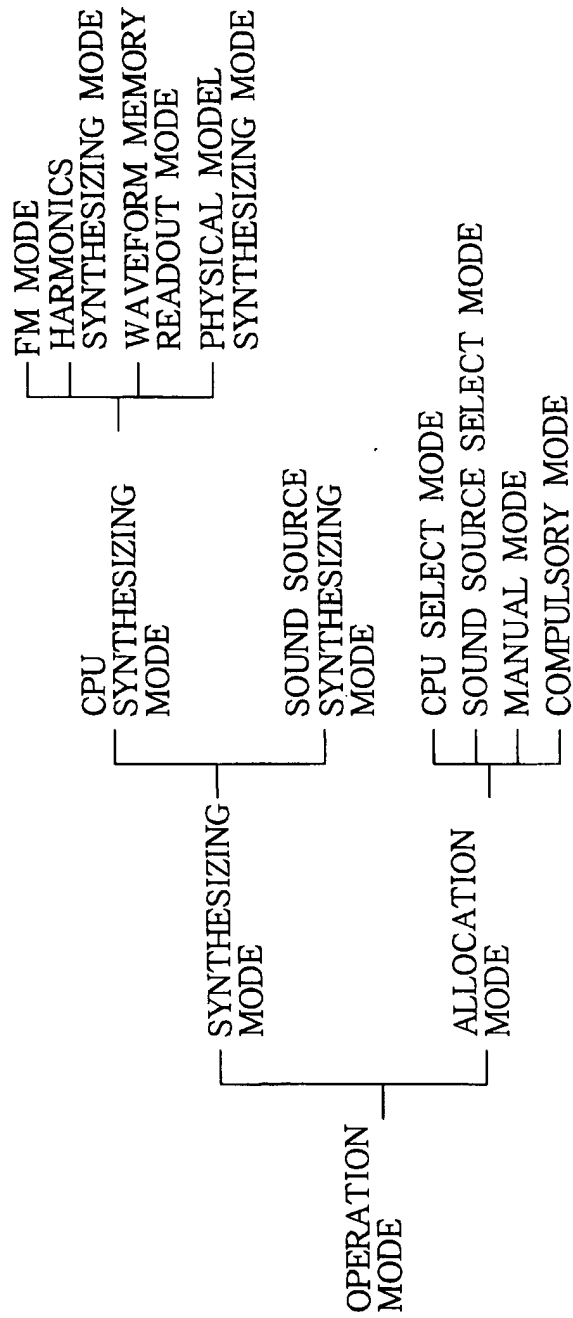 OPERATION
MODE
SYNTHESIZING
MODE
CPU
SYNTHESIZING
MODE
FM MODE
HARMONICS
SYNTHESIZING MODE
WAVEFORM MEMORY
READOUT MODE
PHYSICAL MODEL
SYNTHESIZING MODE
SOUND SOURCE
SYNTHESIZING
MODE
ALLOCATION
MODE
CPU SELECT MODE
SOUND SOURCE SELECT MODE
MANUAL MODE
COMPULSORY MODE